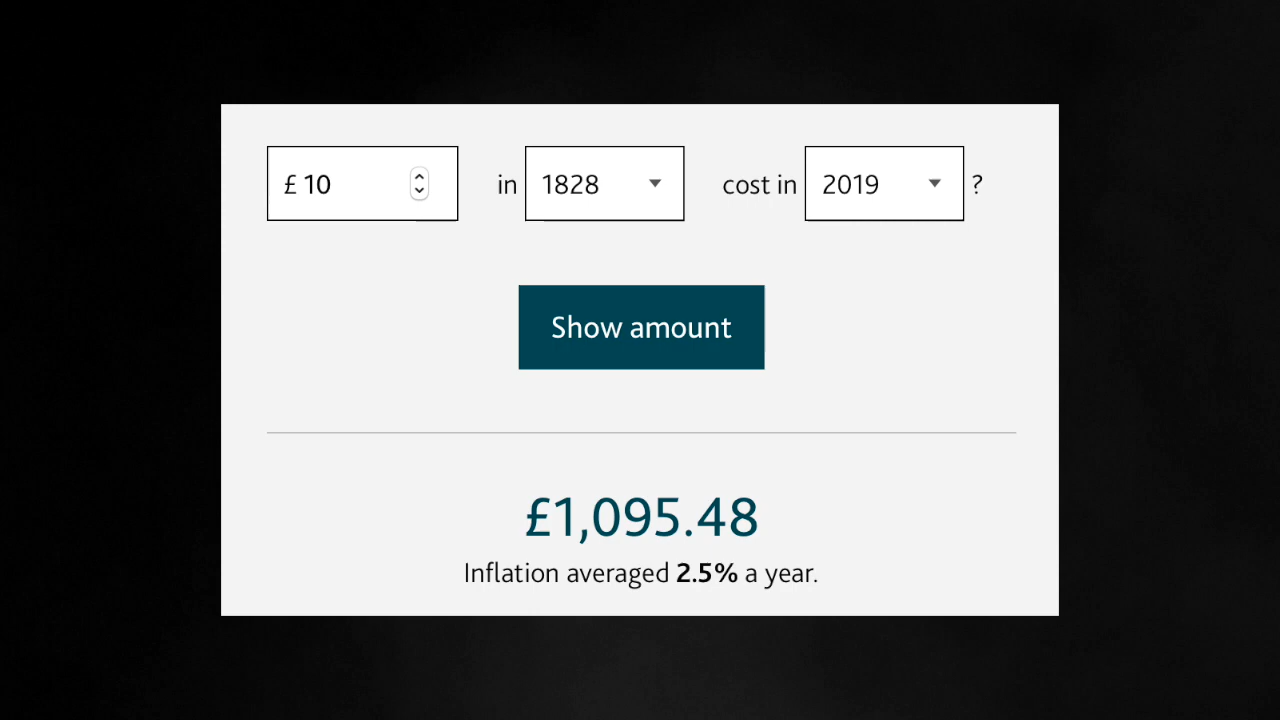 £ 10 in 1828 cost in 2019 ?
Show amount
£1,095.48
Inflation averaged 2.5% a year.